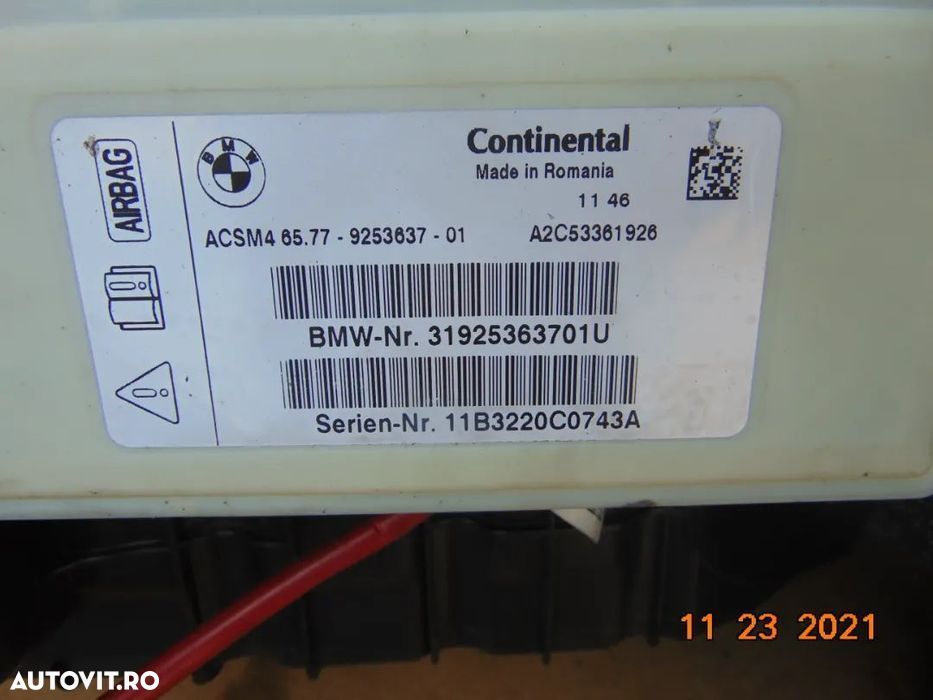 AIRBAG
BMW
Continental
Made in Romania
11 46
ACSM4 65.77 - 9253637 - 01 A2C53361926
BMW-Nr. 31925363701U
Serien-Nr. 11B3220C0743A
11 23 2021
AUTOVIT.RO